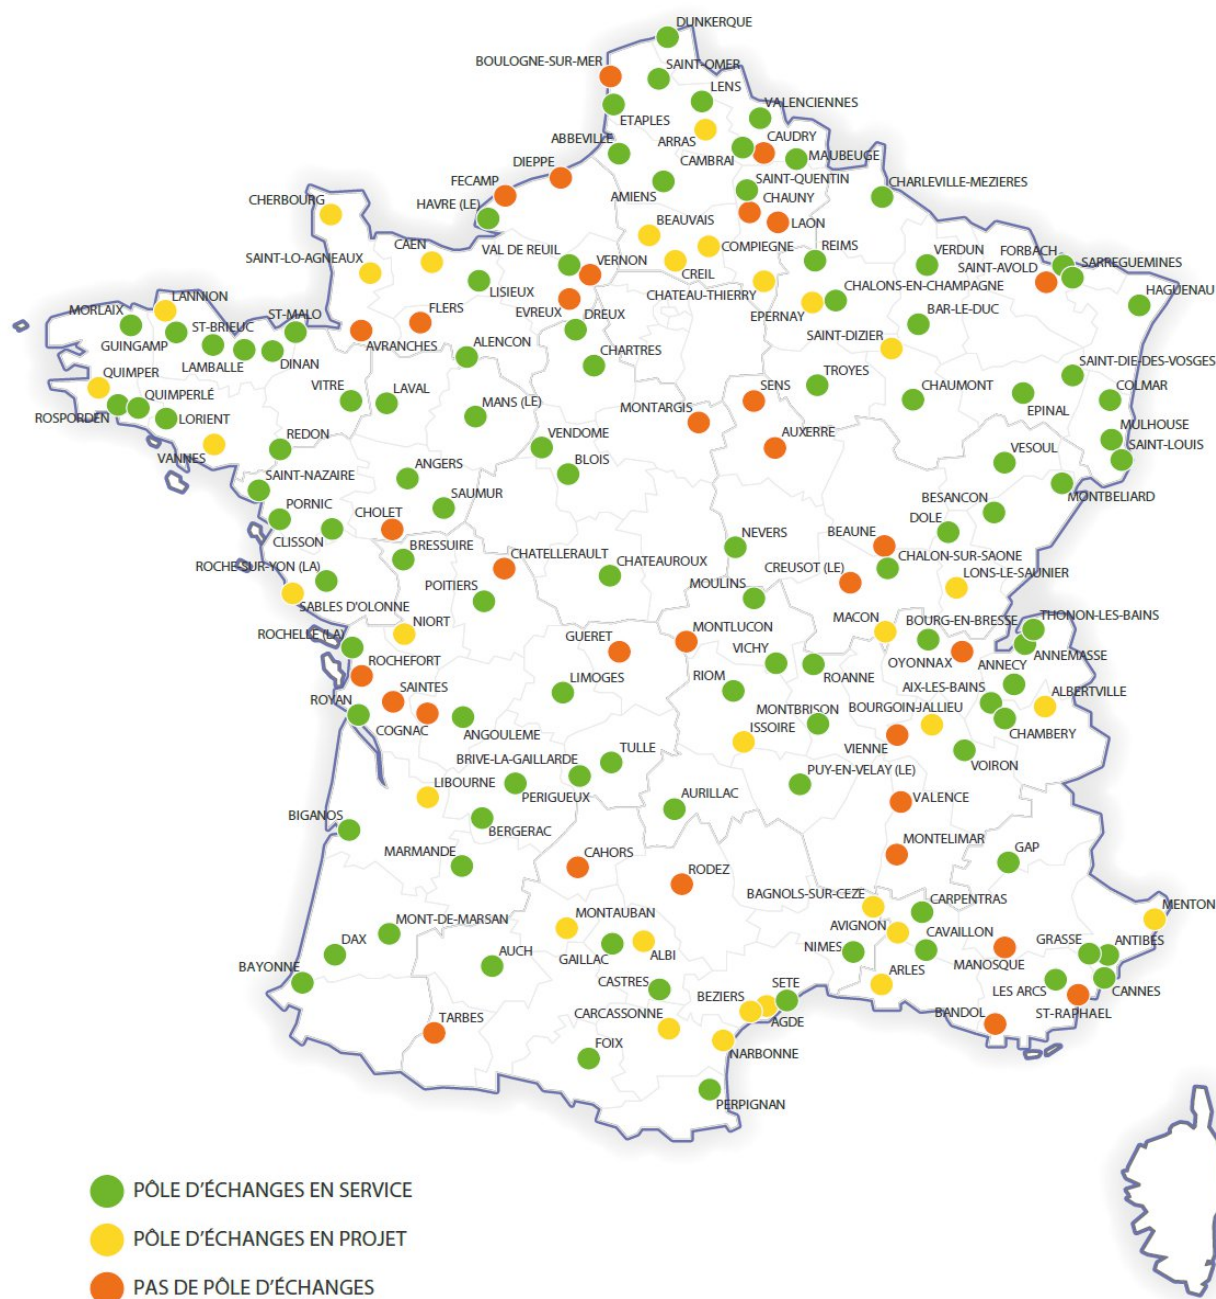 DUNKERQUE
BOULOGNE-SUR-MER
SAINT-OMER
LENS
VALENCIENNES
ETAPLES
ABBEVILLE
ARRAS
CAUDRY
CAMBRAI
MAUBEUGE
DIEPPE
FECAMP
SAINT-QUENTIN
CHARLEVILLE-MEZIERES
CHERBOURG
HAVRE (LE)
AMIENS
CHAUNY
BEAUVAIS
LAON
CAEN
VAL DE REUIL
COMPIEGNE
REIMS
VERDUN
FORBACH
SAINT-LO-AGNEAUX
VERNON
SAINT-AVOLD
SARREGUEMINES
CREIL
LISIEUX
CHATEAU-THIERRY
CHALONS-EN-CHAMPAGNE
LANNION
HAGUENAU
MORLAIX
ST-MALO
FLERS
EVREUX
DREUX
EPERNAY
BAR-LE-DUC
ST-BRIEUC
GUINGAMP
AVRANCHES
ALENCON
SAINT-DIZIER
LAMBALLE
DINAN
CHARTRES
SAINT-DIE-DES-VOSGES
QUIMPER
VITRE
LAVAL
SENS
TROYES
CHAUMONT
COLMAR
QUIMPERLÉ
MANS (LE)
MONTARGIS
EPINAL
ROSPORDEN
LORIENT
MULHOUSE
REDON
VENDOME
AUXERRE
SAINT-LOUIS
VANNES
BLOIS
VESOUL
SAINT-NAZAIRE
ANGERS
SAUMUR
MONTBELIARD
PORNIC
BESANCON
CHOLET
DOLE
CLISSON
NEVERS
BEAUNE
BRESSUIRE
CHATELLERAULT
CHATEAUROUX
CHALON-SUR-SAONE
ROCHE-SUR-YON (LA)
CREUSOT (LE)
LONS-LE-SAUNIER
POITIERS
MOULINS
SABLES D'OLONNE
THONON-LES-BAINS
NIORT
MACON
BOURG-EN-BRESSE
ROCHELLE (LA)
GUERET
MONTLUCON
ANNEMASSE
ROCHEFORT
VICHY
OYONNAX
ANNECY
LIMOGES
RIOM
ROANNE
SAINTES
AIX-LES-BAINS
ALBERTVILLE
ROYAN
MONTBRISON
BOURGOIN-JALLIEU
COGNAC
ANGOULEME
ISSOIRE
CHAMBERY
TULLE
VIENNE
BRIVE-LA-GAILLARDE
VOIRON
PUY-EN-VELAY (LE)
LIBOURNE
PERIGUEUX
AURILLAC
VALENCE
BIGANOS
BERGERAC
MONTELIMAR
MARMANDE
CAHORS
GAP
RODEZ
BAGNOLS-SUR-CEZE
CARPENTRAS
MENTON
MONT-DE-MARSAN
MONTAUBAN
AVIGNON
CAVAILLON
DAX
AUCH
GAILLAC
ALBI
NIMES
GRASSE
ANTIBES
BAYONNE
MANOSQUE
CASTRES
SETE
ARLES
LES ARCS
CANNES
BEZIERS
TARBES
CARCASSONNE
AGDE
BANDOL
ST-RAPHAEL
FOIX
NARBONNE
PERPIGNAN
PÔLE D'ÉCHANGES EN SERVICE
PÔLE D'ÉCHANGES EN PROJET
PAS DE PÔLE D'ÉCHANGES